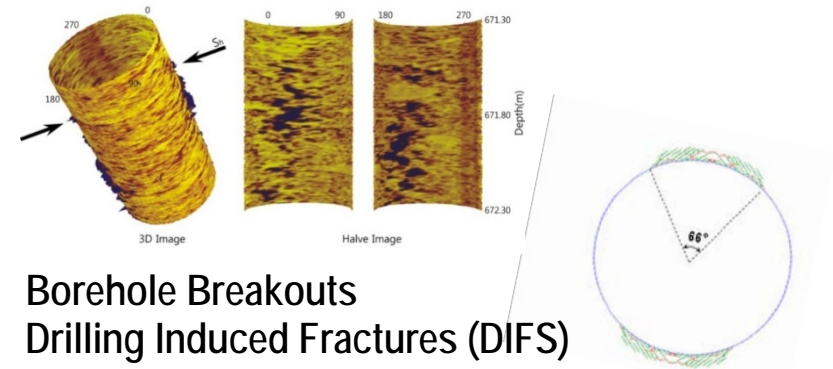 0
270
90
180
Sh
3D Image
0 90
180 270
Halve Image
671.30
671.80
672.30
Depth(m)
66°
Borehole Breakouts
Drilling Induced Fractures (DIFS)